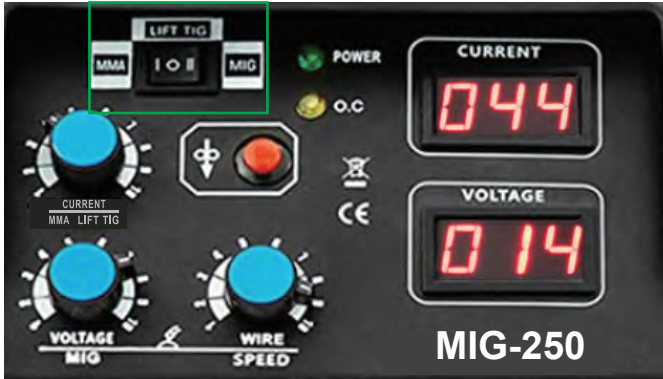 LIFT TIG
MMA
I O II
MIG
POWER
O.C
CURRENT
044
CURRENT
MMA LIFT TIG
CE
VOLTAGE
014
VOLTAGE
MIG
WIRE
SPEED
MIG-250